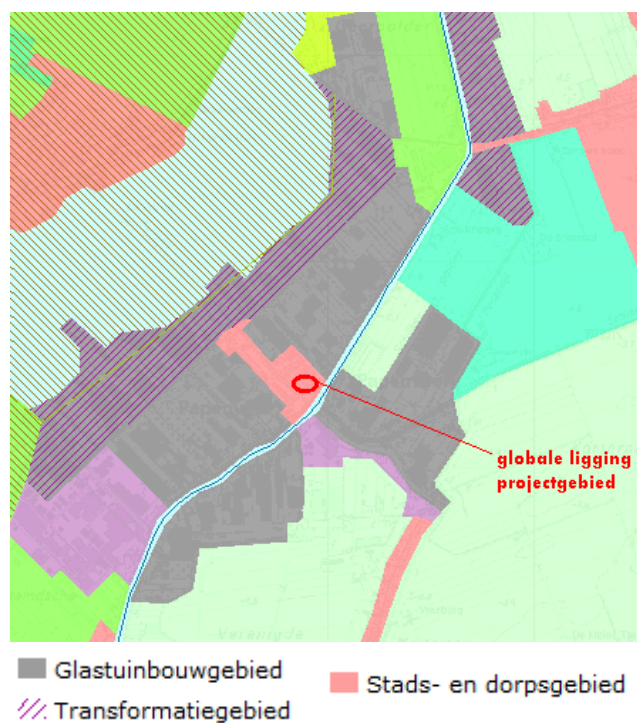 globale ligging
projectgebied
Glastuinbouwgebied
Stads- en dorpsgebied
Transformatiegebied